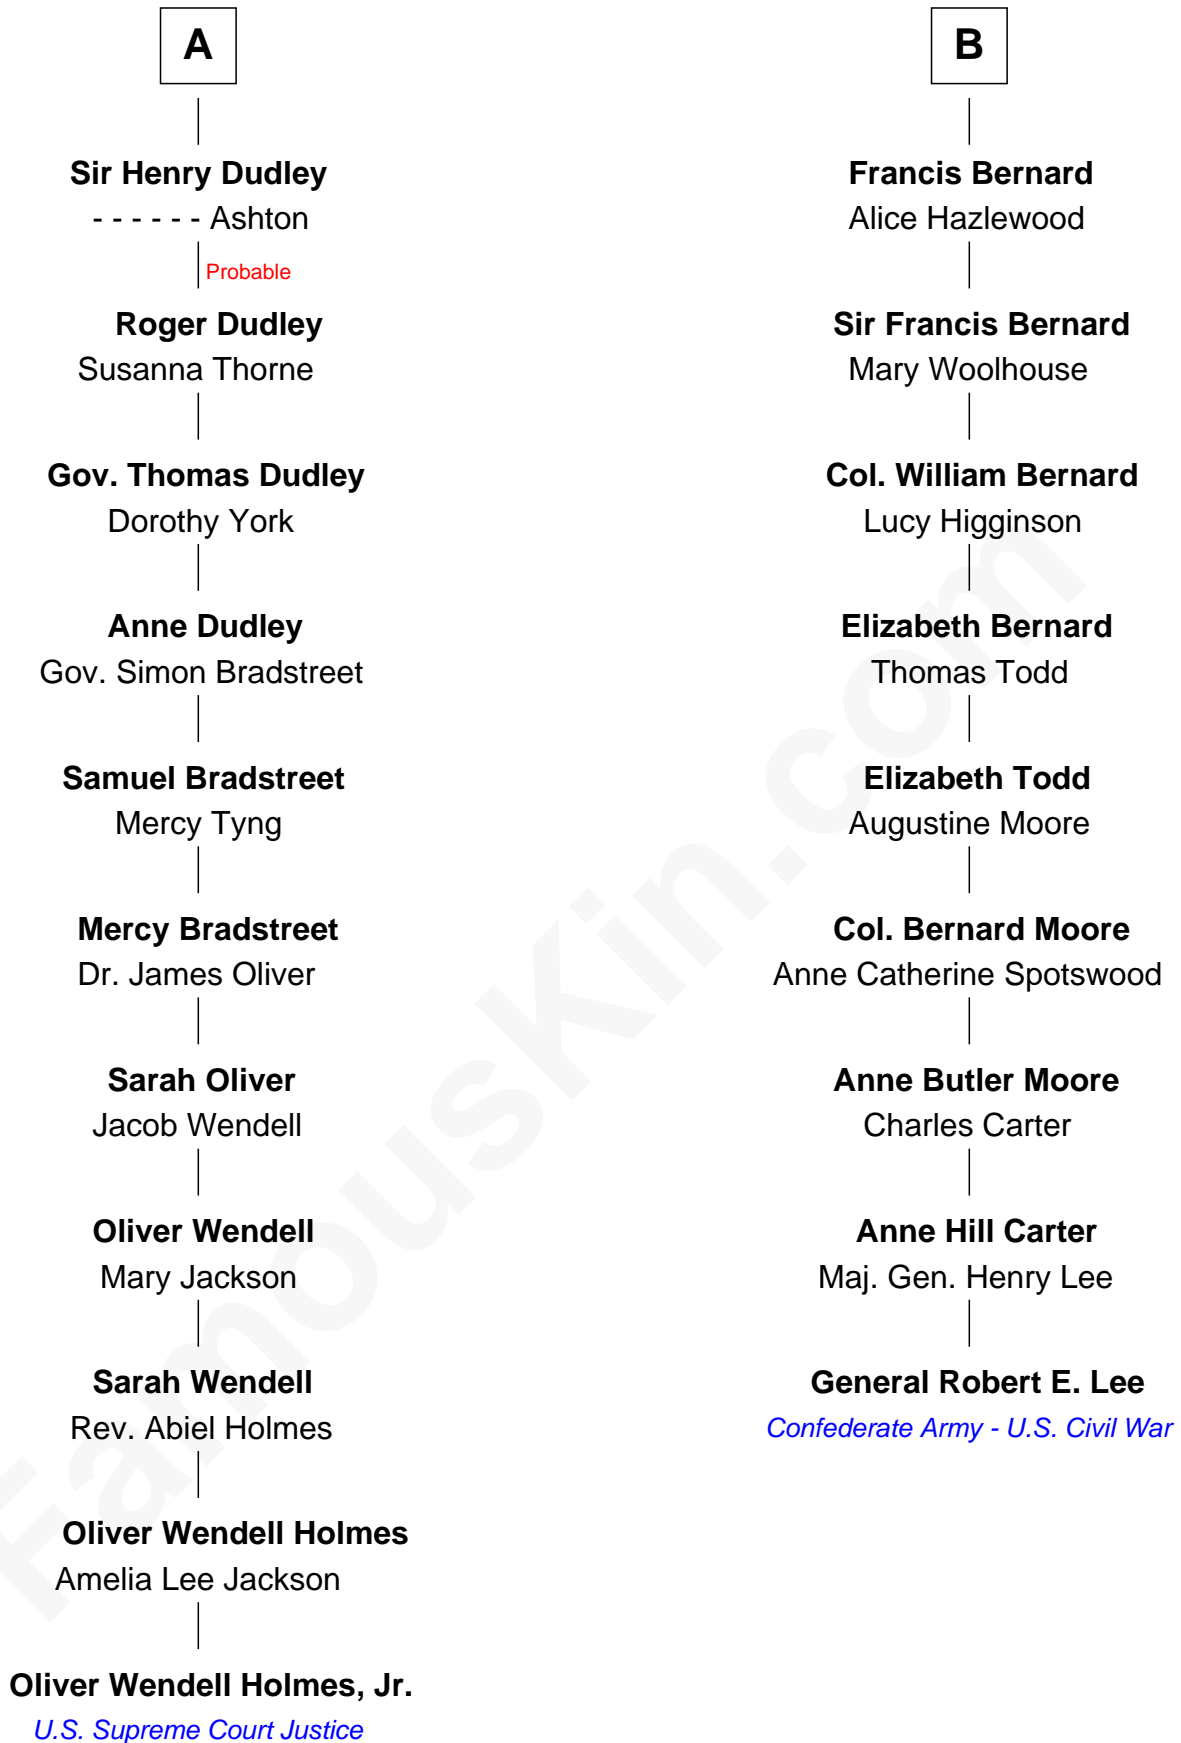 A
Sir Henry Dudley
- - - - - - Ashton
Probable
Roger Dudley
Susanna Thorne
Gov. Thomas Dudley
Dorothy York
Anne Dudley
Gov. Simon Bradstreet
Samuel Bradstreet
Mercy Tyng
Mercy Bradstreet
Dr. James Oliver
Sarah Oliver
Jacob Wendell
Oliver Wendell
Mary Jackson
Sarah Wendell
Rev. Abiel Holmes
Oliver Wendell Holmes
Amelia Lee Jackson
Oliver Wendell Holmes, Jr.
U.S. Supreme Court Justice
B
Francis Bernard
Alice Hazlewood
Sir Francis Bernard
Mary Woolhouse
Col. William Bernard
Lucy Higginson
Elizabeth Bernard
Thomas Todd
Elizabeth Todd
Augustine Moore
Col. Bernard Moore
Anne Catherine Spotswood
Anne Butler Moore
Charles Carter
Anne Hill Carter
Maj. Gen. Henry Lee
General Robert E. Lee
Confederate Army - U.S. Civil War
FamousKin.com